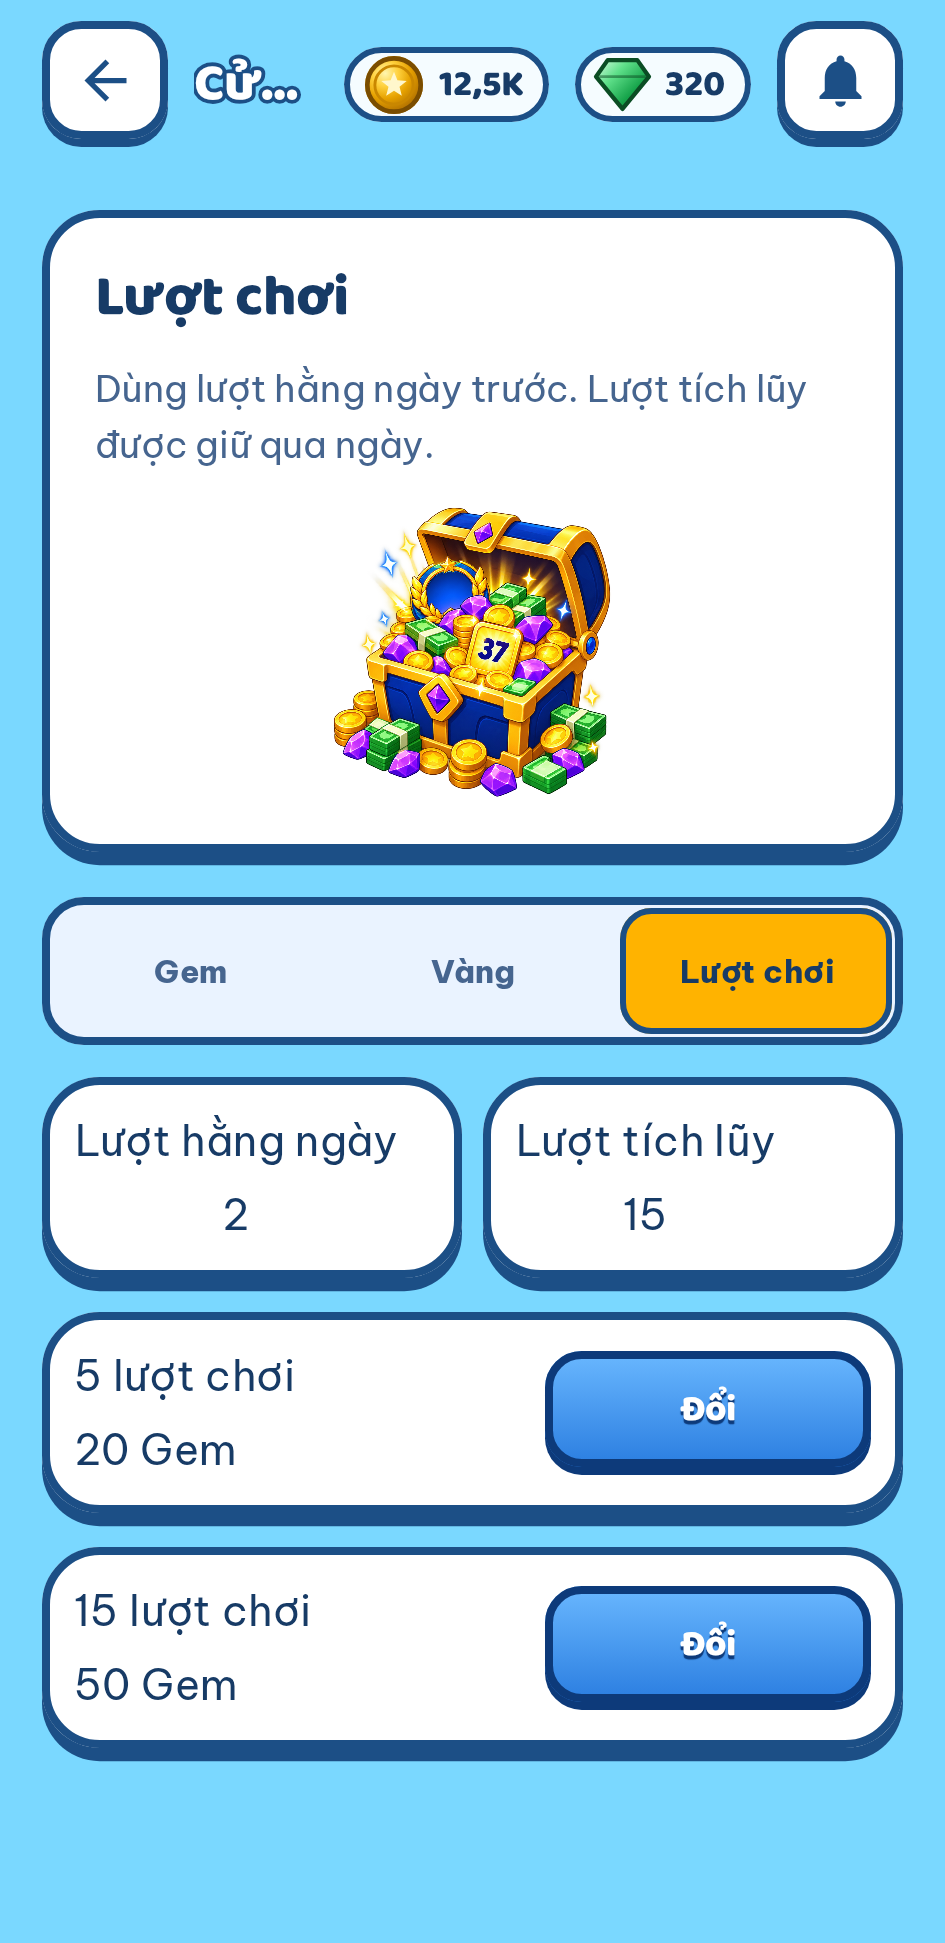 Cử...
12,5K
320
Lượt chơi
Dùng lượt hằng ngày trước. Lượt tích lũy
được giữ qua ngày.
37
Gem
Vàng
Lượt chơi
Lượt hằng ngày
2
Lượt tích lũy
15
5 lượt chơi
20 Gem
Đổi
15 lượt chơi
50 Gem
Đổi